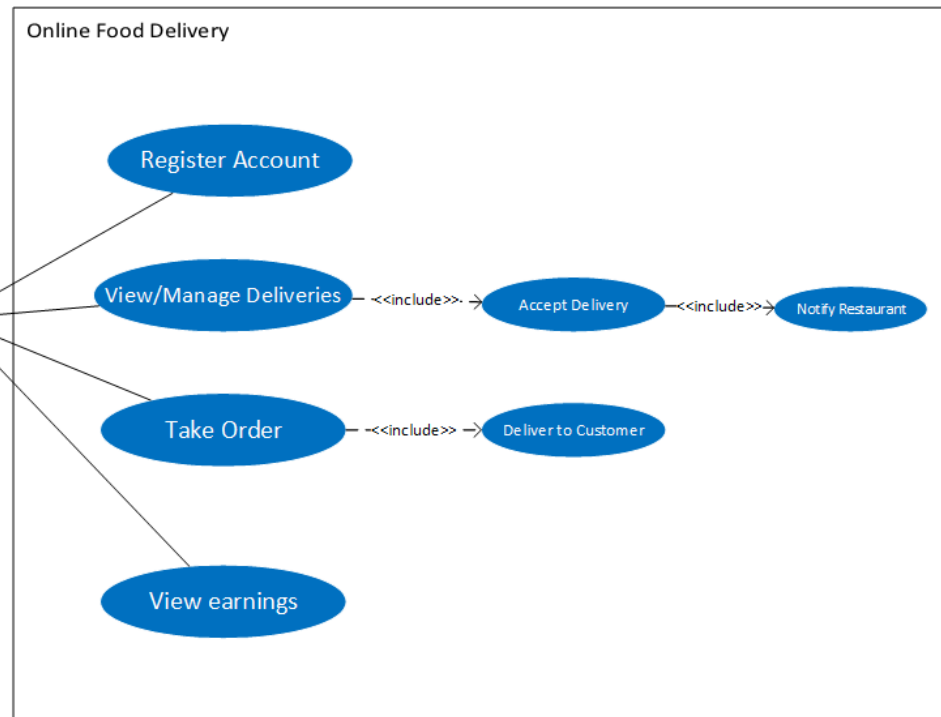 Online Food Delivery
Register Account
View/Manage Deliveries
<<include>>
Accept Delivery
<<include>>
Notify Restaurant
Take Order
<<include>>
Deliver to Customer
View earnings